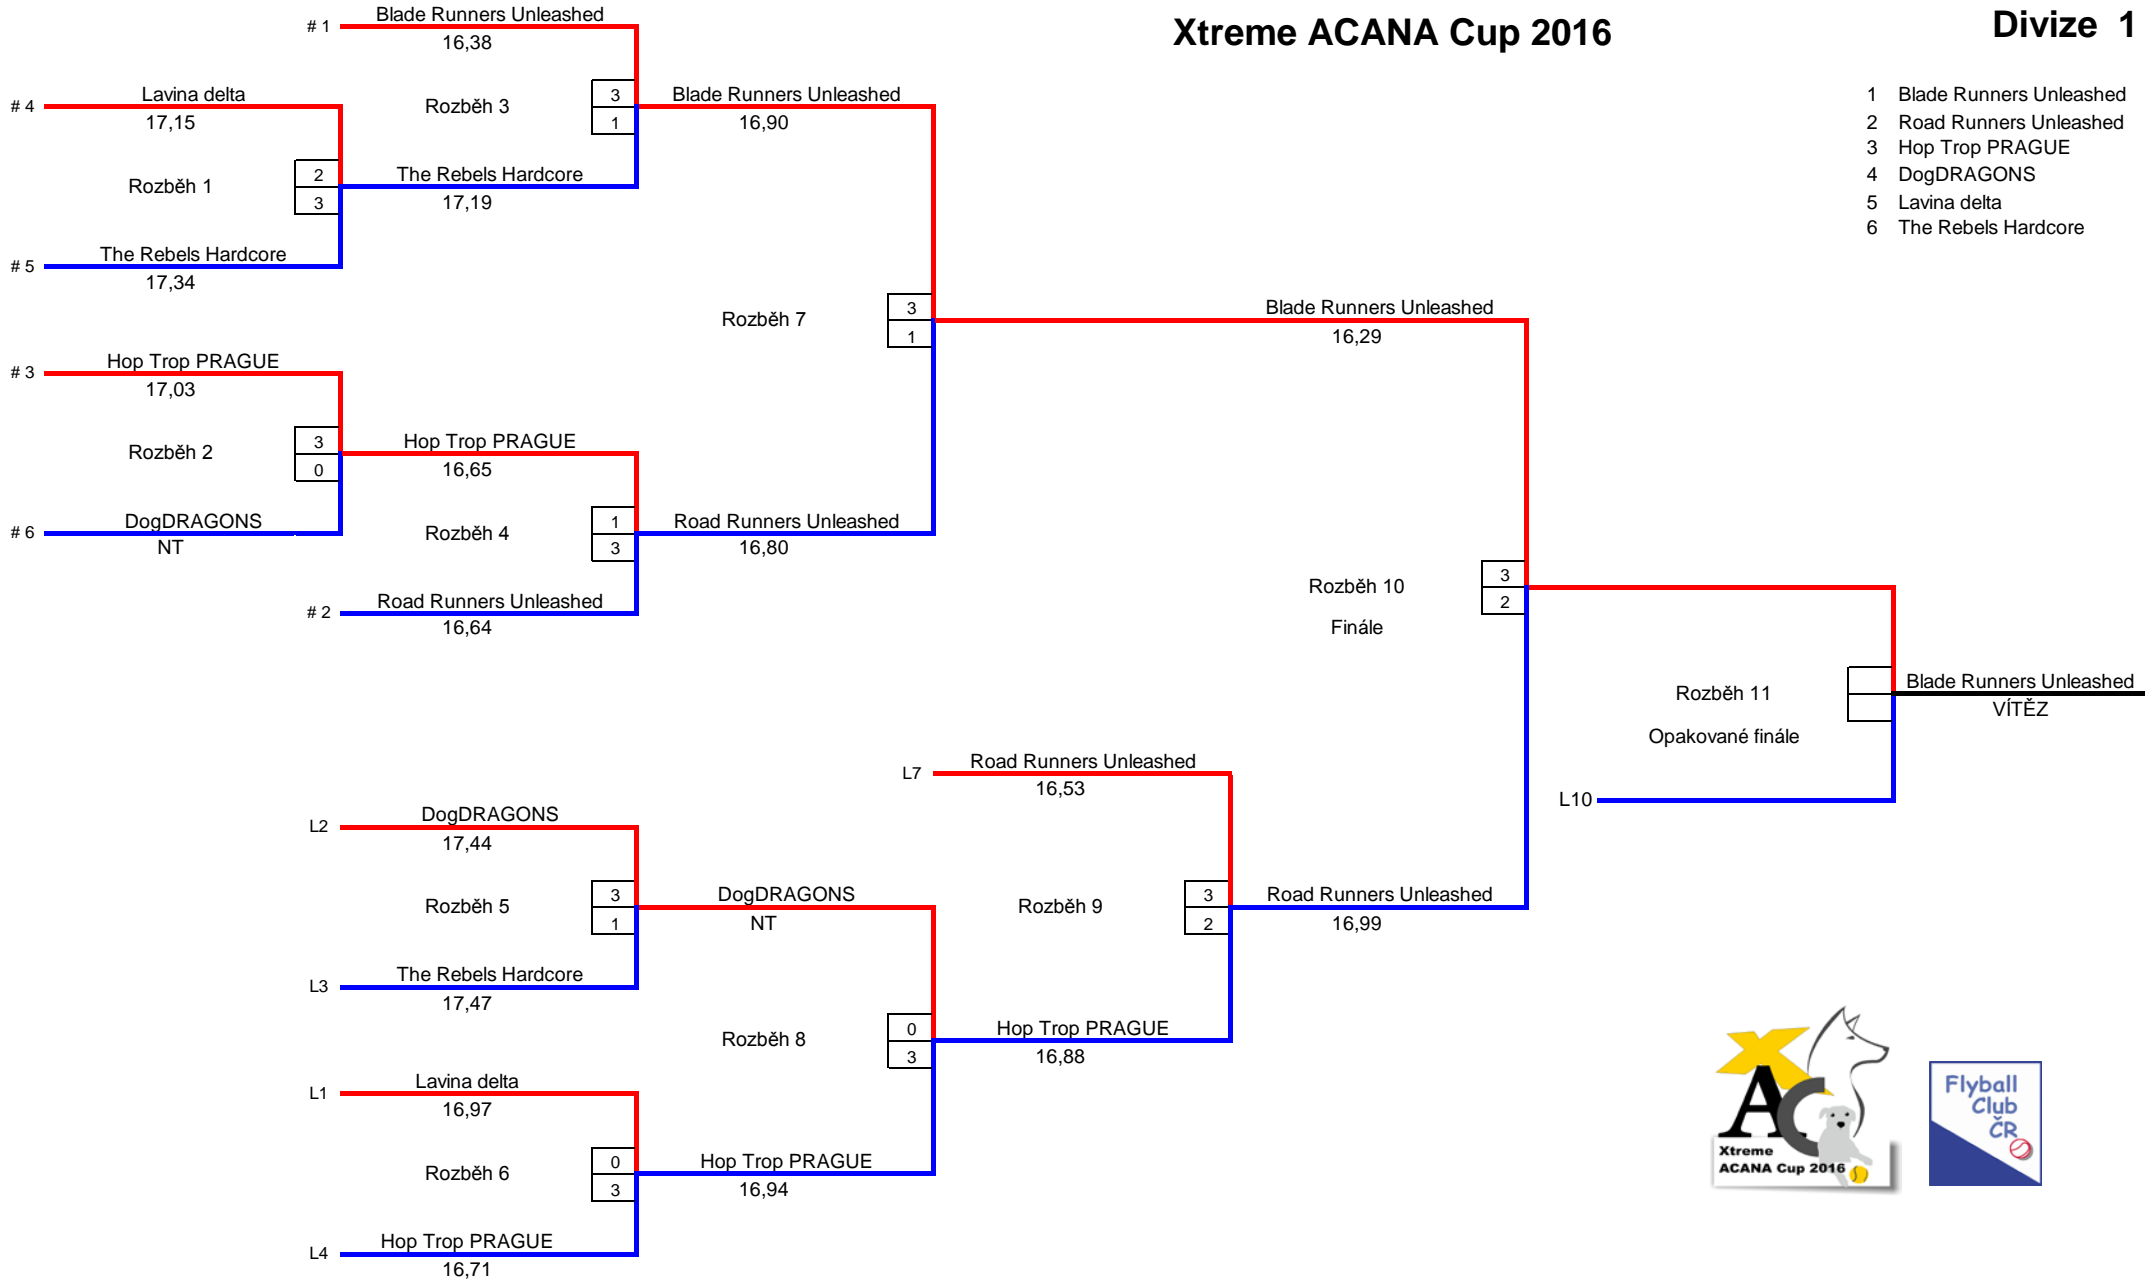 Xtreme ACANA Cup 2016
Divize 1
1 Blade Runners Unleashed
2 Road Runners Unleashed
3 Hop Trop PRAGUE
4 DogDRAGONS
5 Lavina delta
6 The Rebels Hardcore
# 1 Blade Runners Unleashed
16,38
# 4 Lavina delta
17,15
Rozběh 3
3
1
Blade Runners Unleashed
16,90
Rozběh 1
2
3
The Rebels Hardcore
17,19
# 5 The Rebels Hardcore
17,34
Rozběh 7
3
1
Blade Runners Unleashed
16,29
# 3 Hop Trop PRAGUE
17,03
Rozběh 2
3
0
Hop Trop PRAGUE
16,65
# 6 DogDRAGONS
NT
Rozběh 4
1
3
Road Runners Unleashed
16,80
# 2 Road Runners Unleashed
16,64
Rozběh 10
3
2
Finále
Rozběh 11
Opakované finále
Blade Runners Unleashed
VÍTĚZ
L10
L7 Road Runners Unleashed
16,53
L2 DogDRAGONS
17,44
Rozběh 5
3
1
DogDRAGONS
NT
Rozběh 9
3
2
Road Runners Unleashed
16,99
L3 The Rebels Hardcore
17,47
Rozběh 8
0
3
Hop Trop PRAGUE
16,88
L1 Lavina delta
16,97
Rozběh 6
0
3
Hop Trop PRAGUE
16,94
L4 Hop Trop PRAGUE
16,71
XAC
Xtreme
ACANA Cup 2016
Flyball
Club
ČR